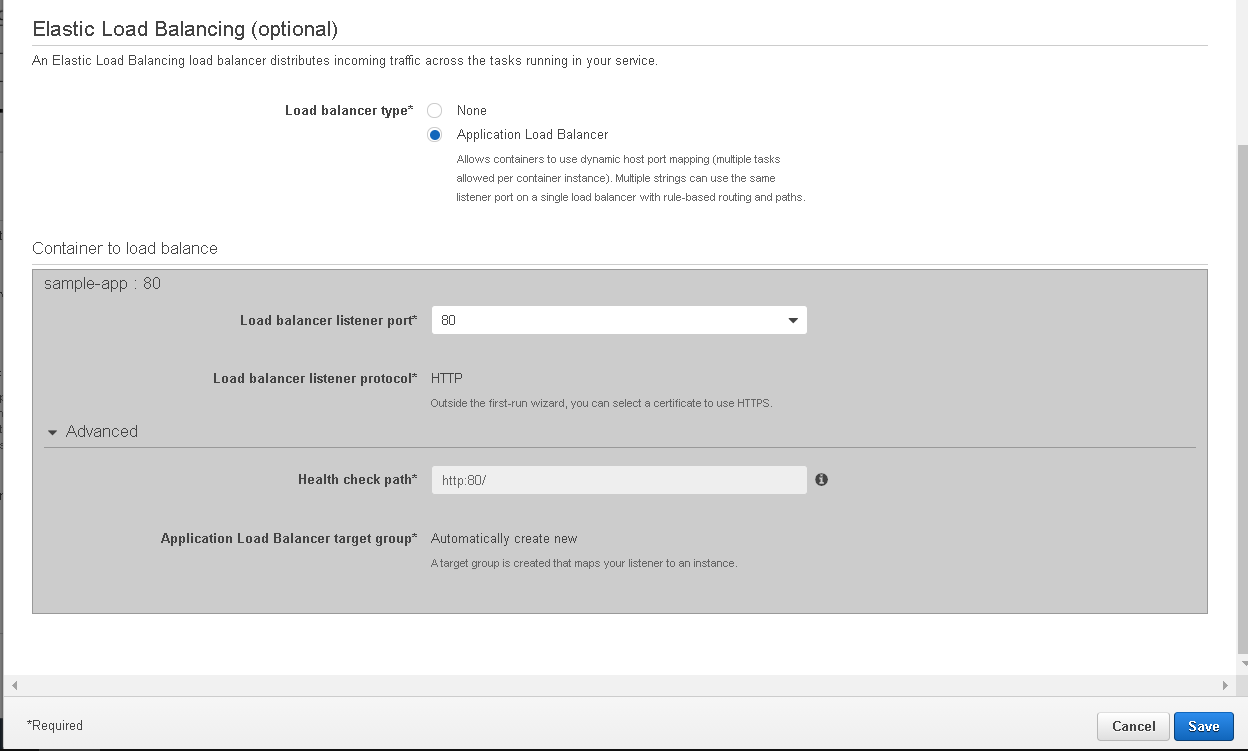 Elastic Load Balancing (optional)
An Elastic Load Balancing load balancer distributes incoming traffic across the tasks running in your service.
Load balancer type* None
Application Load Balancer
Allows containers to use dynamic host port mapping (multiple tasks
allowed per container instance). Multiple strings can use the same
listener port on a single load balancer with rule-based routing and paths.
Container to load balance
sample-app : 80
Load balancer listener port* 80
Load balancer listener protocol* HTTP
Outside the first-run wizard, you can select a certificate to use HTTPS.
Advanced
Health check path* http:80/
Application Load Balancer target group* Automatically create new
A target group is created that maps your listener to an instance.
*Required
Cancel Save